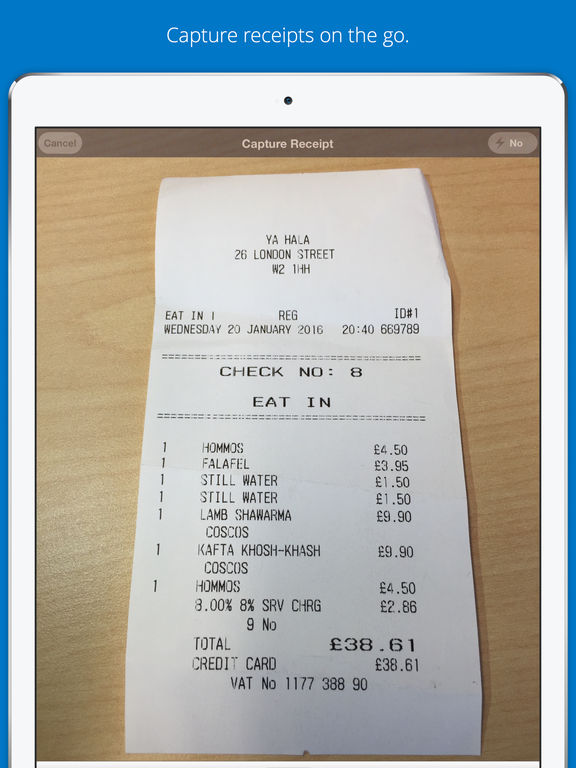 Capture receipts on the go.
Cancel Capture Receipt No
YA HALA
26 LONDON STREET
W2 1HH
EAT IN 1 REG ID#1
WEDNESDAY 20 JANUARY 2016 20:40 669789
==================================================
CHECK NO: 8
EAT IN
==================================================
1 HOMMOS £4.50
1 FALAFEL £3.95
1 STILL WATER £1.50
1 STILL WATER £1.50
1 LAMB SHAWARMA £9.90
COSCOS
1 KAFTA KHOSH-KHASH £9.90
COSCOS
1 HOMMOS £4.50
8.00% 8% SRV CHRG £2.86
9 No
TOTAL £38.61
CREDIT CARD £38.61
VAT No 1177 388 90